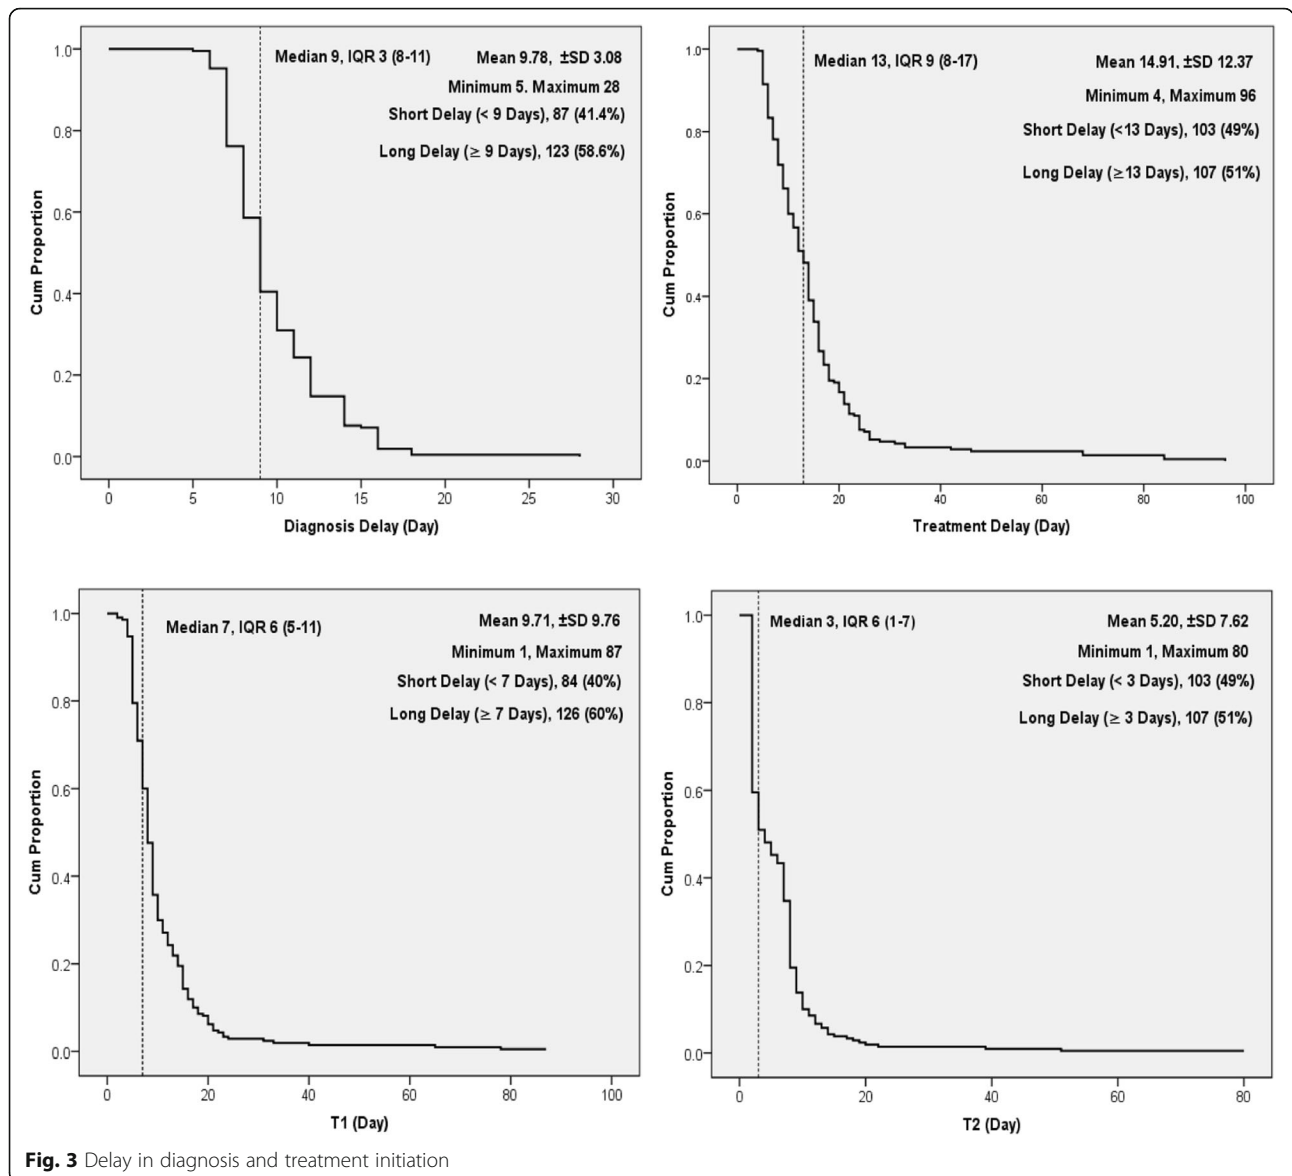 Median 9, IQR 3 (8-11)
Mean 9.78, ±SD 3.08
Minimum 5. Maximum 28
Short Delay (< 9 Days), 87 (41.4%)
Long Delay (≥ 9 Days), 123 (58.6%)
Cum Proportion
1.0
0.8
0.6
0.4
0.2
0.0
0 5 10 15 20 25 30
Diagnosis Delay (Day)
Median 13, IQR 9 (8-17)
Mean 14.91, ±SD 12.37
Minimum 4, Maximum 96
Short Delay (<13 Days), 103 (49%)
Long Delay (≥13 Days), 107 (51%)
Cum Proportion
1.0
0.8
0.6
0.4
0.2
0.0
0 20 40 60 80 100
Treatment Delay (Day)
Median 7, IQR 6 (5-11)
Mean 9.71, ±SD 9.76
Minimum 1, Maximum 87
Short Delay (< 7 Days), 84 (40%)
Long Delay (≥ 7 Days), 126 (60%)
Cum Proportion
1.0
0.8
0.6
0.4
0.2
0.0
0 20 40 60 80 100
T1 (Day)
Median 3, IQR 6 (1-7)
Mean 5.20, ±SD 7.62
Minimum 1, Maximum 80
Short Delay (< 3 Days), 103 (49%)
Long Delay (≥ 3 Days), 107 (51%)
Cum Proportion
1.0
0.8
0.6
0.4
0.2
0.0
0 20 40 60 80
T2 (Day)
Fig. 3 Delay in diagnosis and treatment initiation